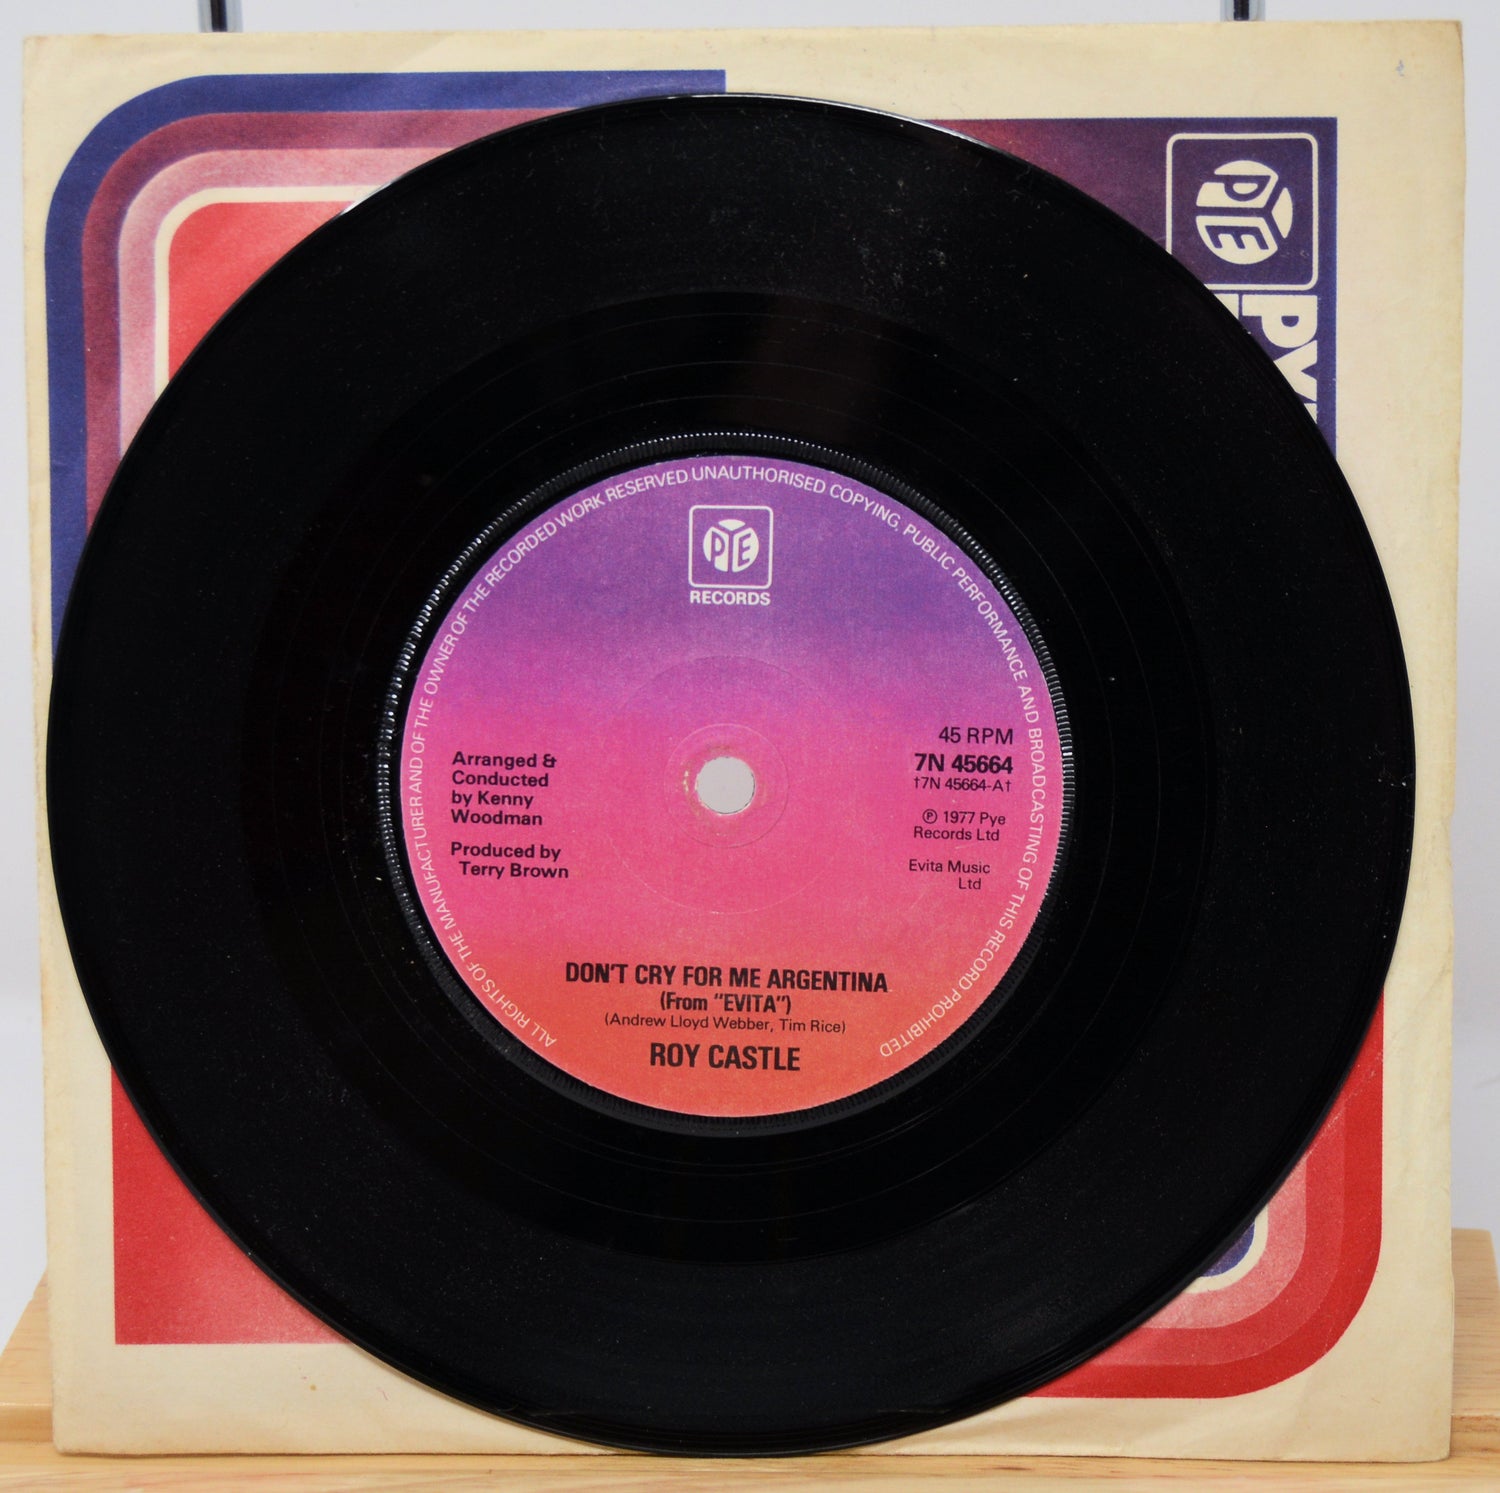 PYE
PY
ALL RIGHTS OF THE MANUFACTURER AND OF THE OWNER OF THE RECORDED WORK RESERVED UNAUTHORISED COPYING, PUBLIC PERFORMANCE AND BROADCASTING OF THIS RECORD PROHIBITED
PYE
RECORDS
Arranged &
Conducted
by Kenny
Woodman
Produced by
Terry Brown
45 RPM
7N 45664
†7N 45664-A†
℗ 1977 Pye
Records Ltd
Evita Music
Ltd
DON'T CRY FOR ME ARGENTINA
(From "EVITA")
(Andrew Lloyd Webber, Tim Rice)
ROY CASTLE